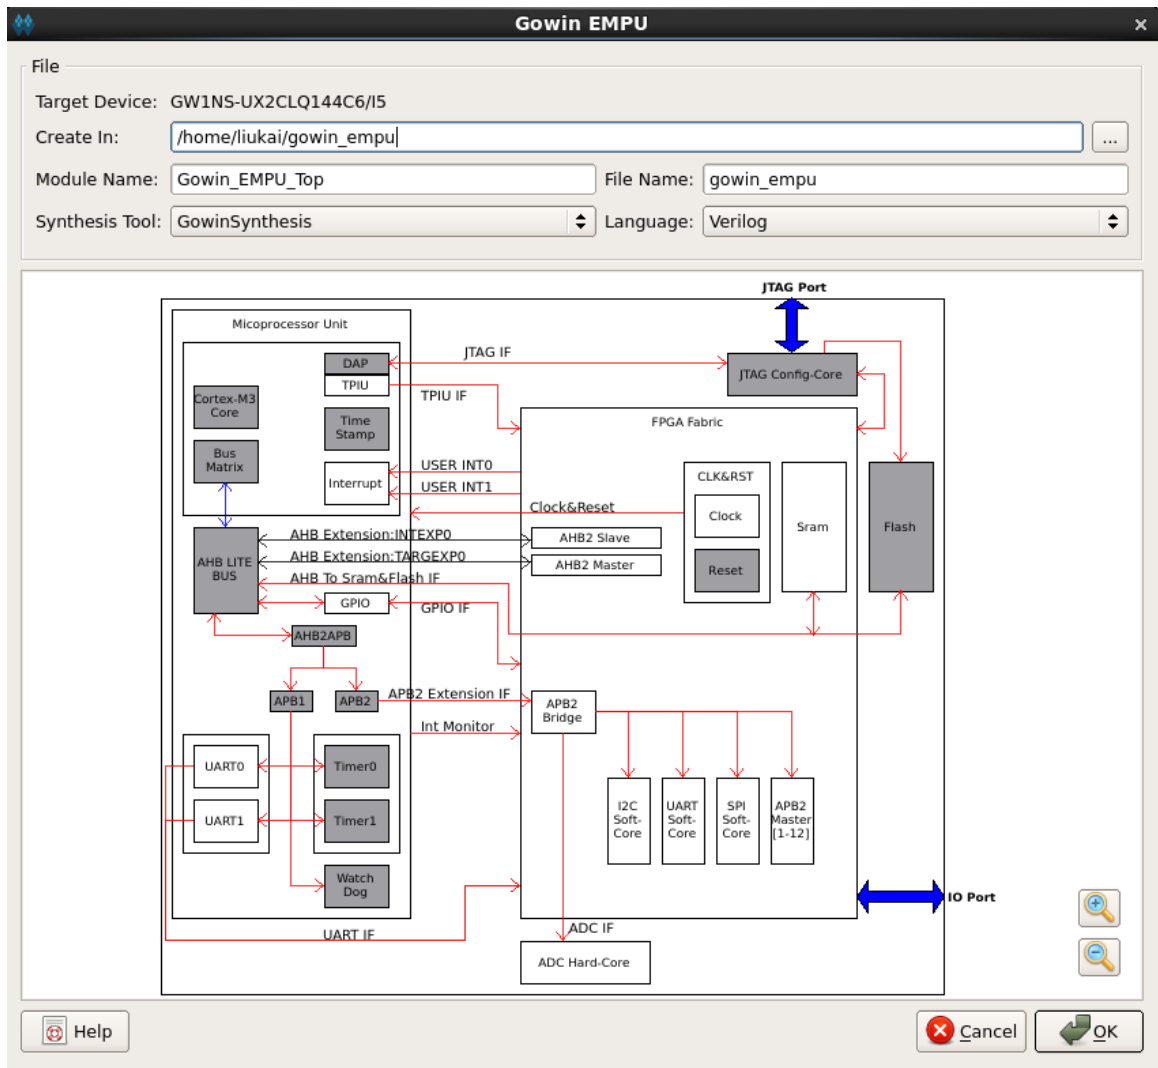 Gowin EMPU
File
Target Device: GW1NS-UX2CLQ144C6/I5
Create In: /home/liukai/gowin_empu
...
Module Name: Gowin_EMPU_Top
File Name: gowin_empu
Synthesis Tool: GowinSynthesis
Language: Verilog
JTAG Port
Micoprocessor Unit
DAP
TPIU
JTAG IF
TPIU IF
JTAG Config-Core
Cortex-M3
Core
Time
Stamp
Bus
Matrix
Interrupt
USER INT0
USER INT1
FPGA Fabric
CLK&RST
Clock
Reset
Sram
Flash
Clock&Reset
AHB LITE
BUS
AHB Extension:INTEXP0
AHB2 Slave
AHB Extension:TARGEXP0
AHB2 Master
AHB To Sram&Flash IF
GPIO
GPIO IF
AHB2APB
APB1
APB2
APB2 Extension IF
APB2
Bridge
Int Monitor
UART0
Timer0
UART1
Timer1
Watch
Dog
I2C
Soft-
Core
UART
Soft-
Core
SPI
Soft-
Core
APB2
Master
[1-12]
IO Port
UART IF
ADC IF
ADC Hard-Core
Help
Cancel
OK